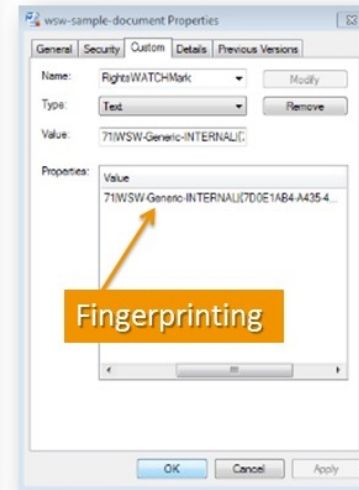 wsw-sample-document Properties
General Security Custom Details Previous Versions
Name: RightsWATCHMark Modify
Type: Text Remove
Value: 71|WSW-Generic-INTERNAL|{7
Properties: Value
71|WSW-Generic-INTERNAL|{7D0E1AB4-A435-4...
Fingerprinting
OK Cancel Apply